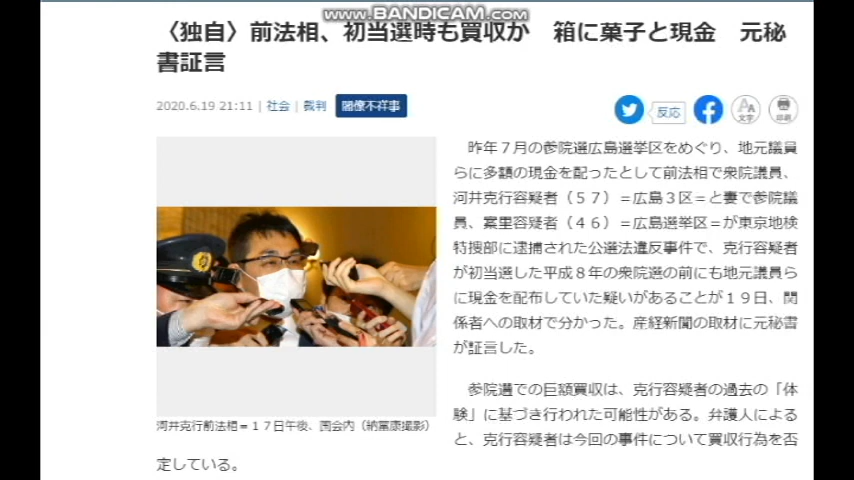 www.BANDICAM.com
〈独自〉前法相、初当選時も買収か　箱に菓子と現金　元秘
書証言
2020.6.19 21:11 | 社会 | 裁判 閣僚不祥事
反応 AA 文字 印刷
昨年７月の参院選広島選挙区をめぐり、地元議員
らに多額の現金を配ったとして前法相で衆院議員、
河井克行容疑者（５７）＝広島３区＝と妻で参院議
員、案里容疑者（４６）＝広島選挙区＝が東京地検
特捜部に逮捕された公選法違反事件で、克行容疑者
が初当選した平成８年の衆院選の前にも地元議員ら
に現金を配布していた疑いがあることが１９日、関
係者への取材で分かった。産経新聞の取材に元秘書
が証言した。
参院選での巨額買収は、克行容疑者の過去の「体
験」に基づき行われた可能性がある。弁護人による
と、克行容疑者は今回の事件について買収行為を否
定している。
河井克行前法相＝１７日午後、国会内（納冨康撮影）